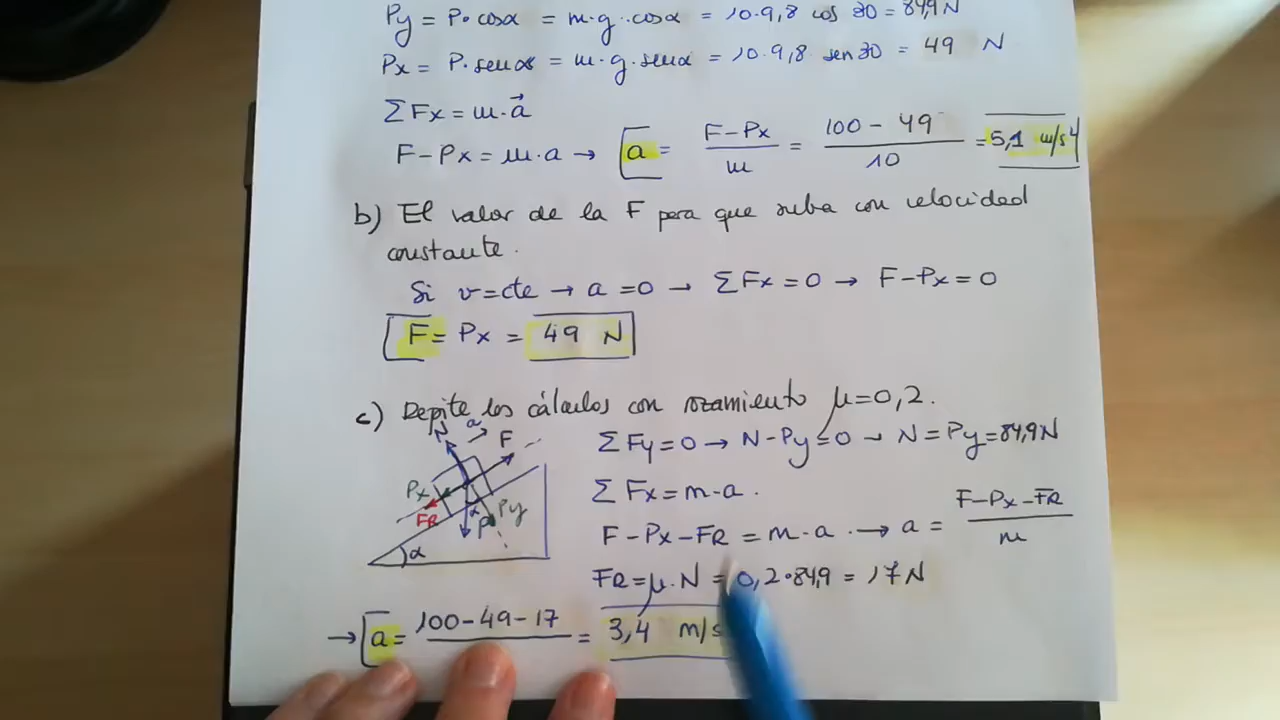 Py = P·cosα = m·g·cosα = 10·9,8 cos 30 = 84,9 N
Px = P·senα = m·g·senα = 10·9,8 sen 30 = 49 N
ΣFx = m·a⃗
F-Px = m·a → a = F-Px / m = 100-49 / 10 = 5,1 m/s
b) El valor de la F para que suba con velocidad
constante.
Si v=cte → a=0 → ΣFx=0 → F-Px=0
F = Px = 49 N
c) Repite los cálculos con rozamiento μ=0,2.
N a F
Px FR α P Py
α
ΣFy=0 → N-Py=0 → N=Py=84,9N
ΣFx=m·a.
F-Px-FR = m·a. → a = F-Px-FR / m
FR=μ·N = 0,2·84,9 = 17 N
→ a = 100-49-17 = 3,4 m/s